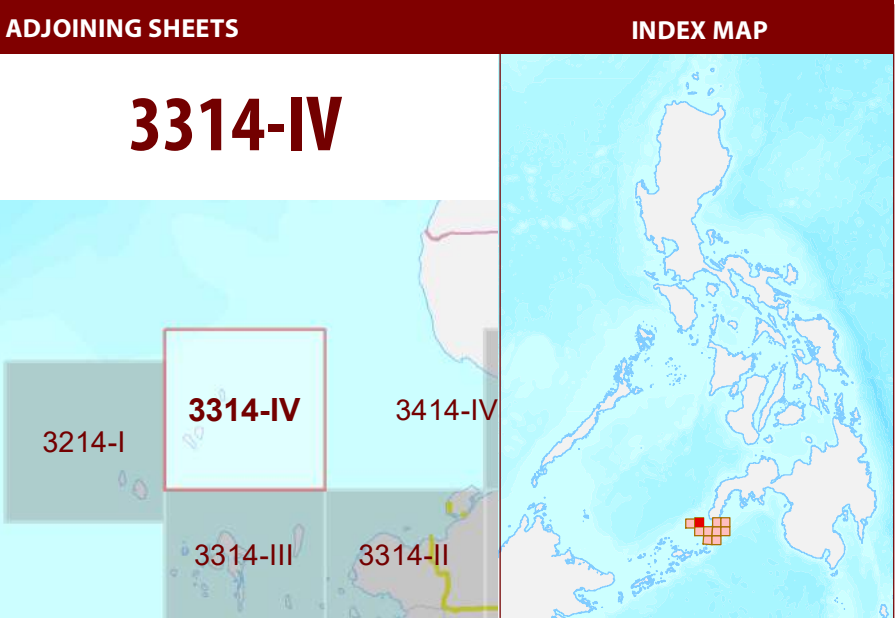 ADJOINING SHEETS
INDEX MAP
3314-IV
3314-IV
3414-IV
3214-I
3314-III
3314-II